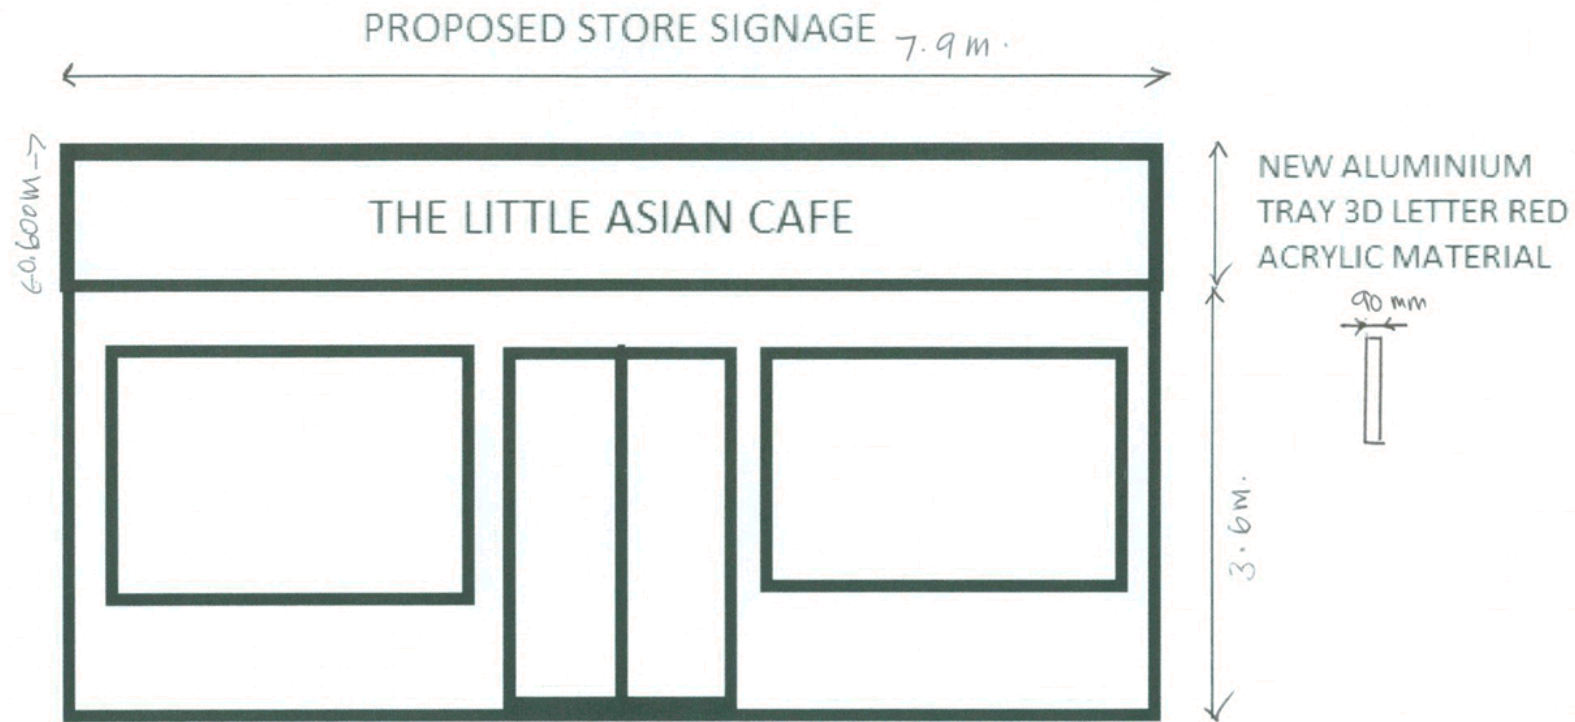 PROPOSED STORE SIGNAGE
7.9m.
0.600m
THE LITTLE ASIAN CAFE
NEW ALUMINIUM
TRAY 3D LETTER RED
ACRYLIC MATERIAL
90 mm
3.6m.